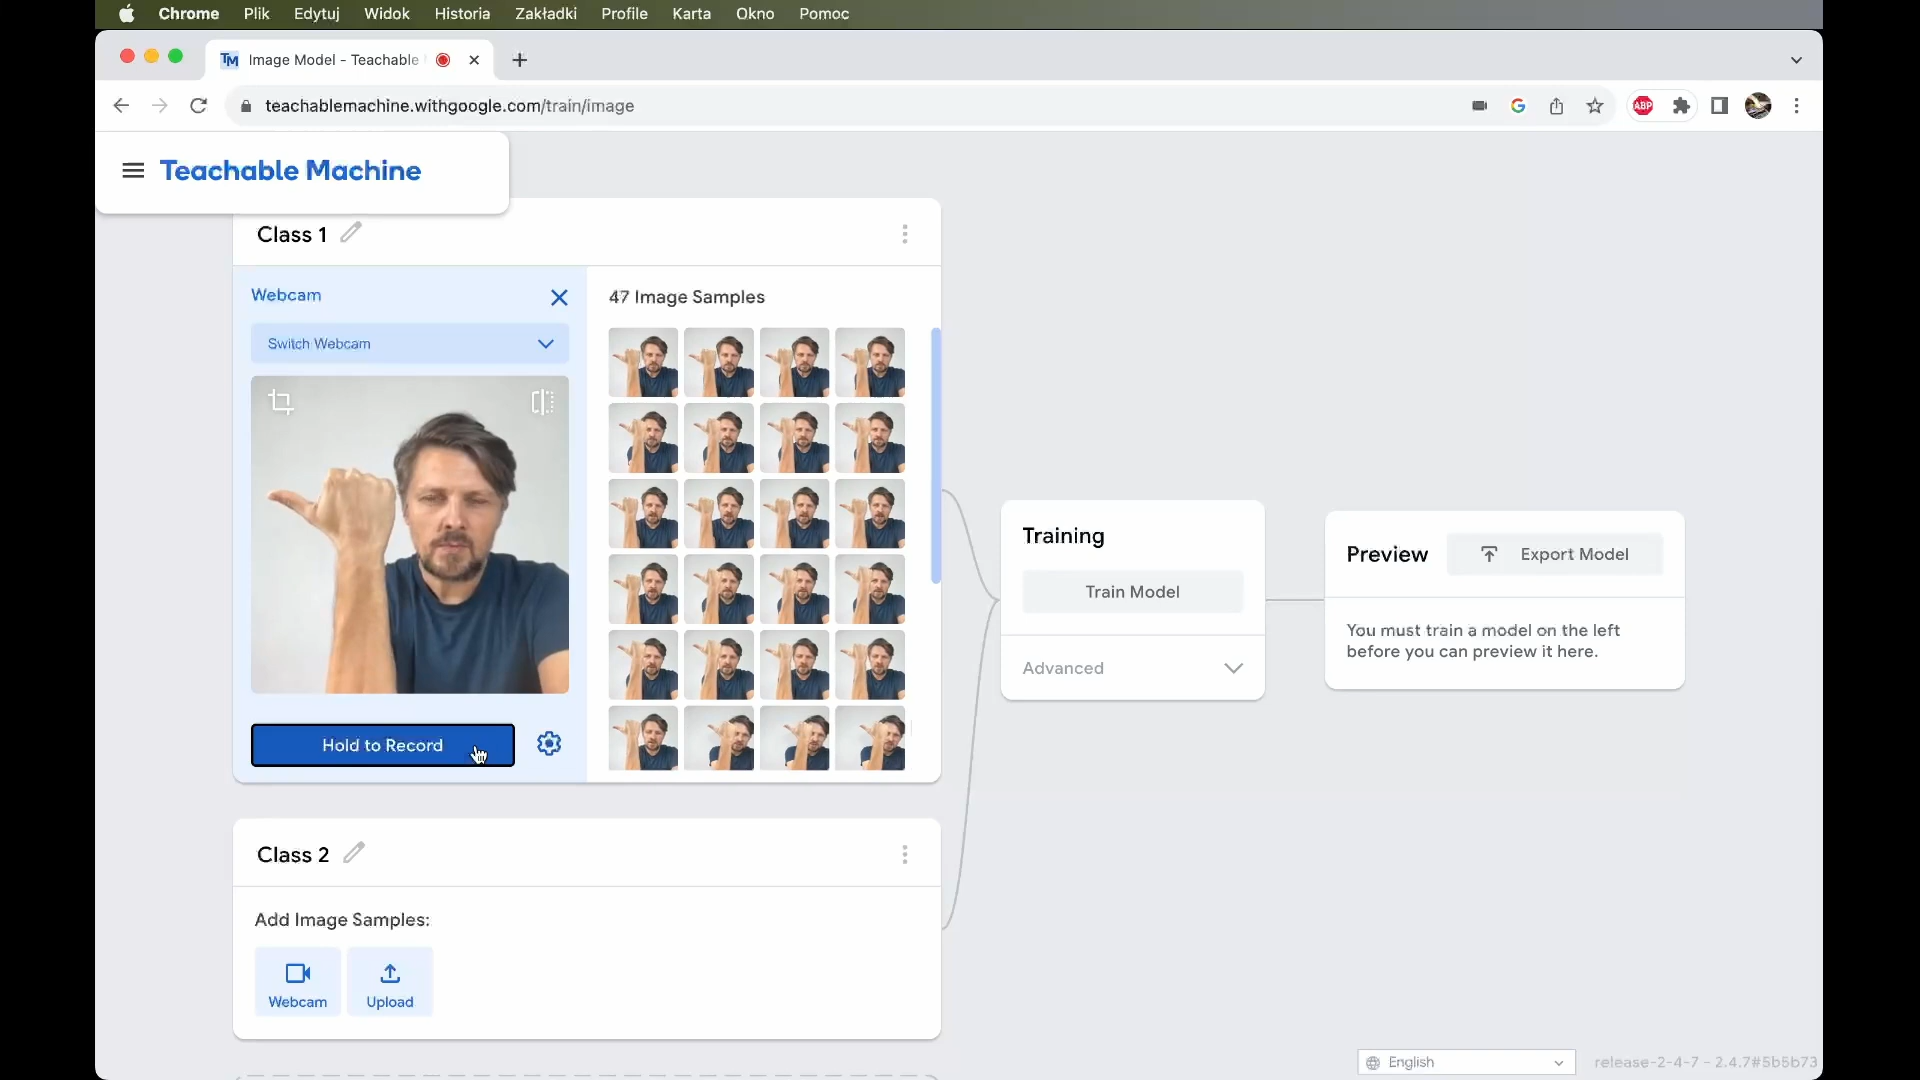 Chrome Plik Edytuj Widok Historia Zakładki Profile Karta Okno Pomoc
TM Image Model - Teachable
teachablemachine.withgoogle.com/train/image
ABP
Teachable Machine
Class 1
Webcam
47 Image Samples
Switch Webcam
Hold to Record
Training
Train Model
Advanced
Preview
Export Model
You must train a model on the left
before you can preview it here.
Class 2
Add Image Samples:
Webcam
Upload
English
release-2-4-7 - 2.4.7#5b5b73